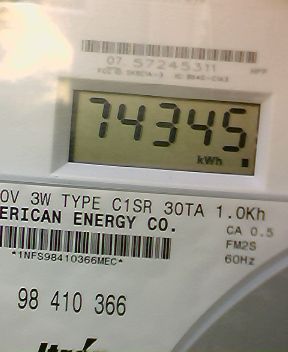 07 57245311
74345
kWh
0V 3W TYPE C1SR 30TA 1.0Kh
ERICAN ENERGY CO.
CA 0.5
FM2S
*1NFS98410366MEC*
60Hz
98 410 366
Itron